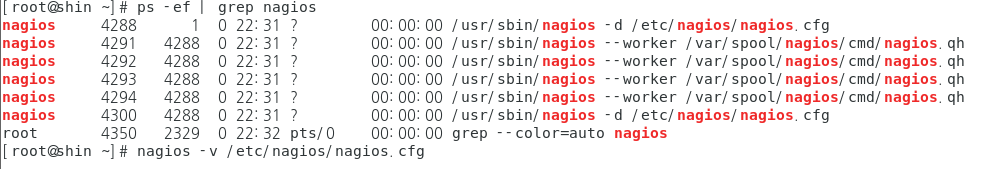 [root@shin ~]# ps -ef | grep nagios
nagios 4288 1 0 22:31 ? 00:00:00 /usr/sbin/nagios -d /etc/nagios/nagios.cfg
nagios 4291 4288 0 22:31 ? 00:00:00 /usr/sbin/nagios --worker /var/spool/nagios/cmd/nagios.qh
nagios 4292 4288 0 22:31 ? 00:00:00 /usr/sbin/nagios --worker /var/spool/nagios/cmd/nagios.qh
nagios 4293 4288 0 22:31 ? 00:00:00 /usr/sbin/nagios --worker /var/spool/nagios/cmd/nagios.qh
nagios 4294 4288 0 22:31 ? 00:00:00 /usr/sbin/nagios --worker /var/spool/nagios/cmd/nagios.qh
nagios 4300 4288 0 22:31 ? 00:00:00 /usr/sbin/nagios -d /etc/nagios/nagios.cfg
root 4350 2329 0 22:32 pts/0 00:00:00 grep --color=auto nagios
[root@shin ~]# nagios -v /etc/nagios/nagios.cfg